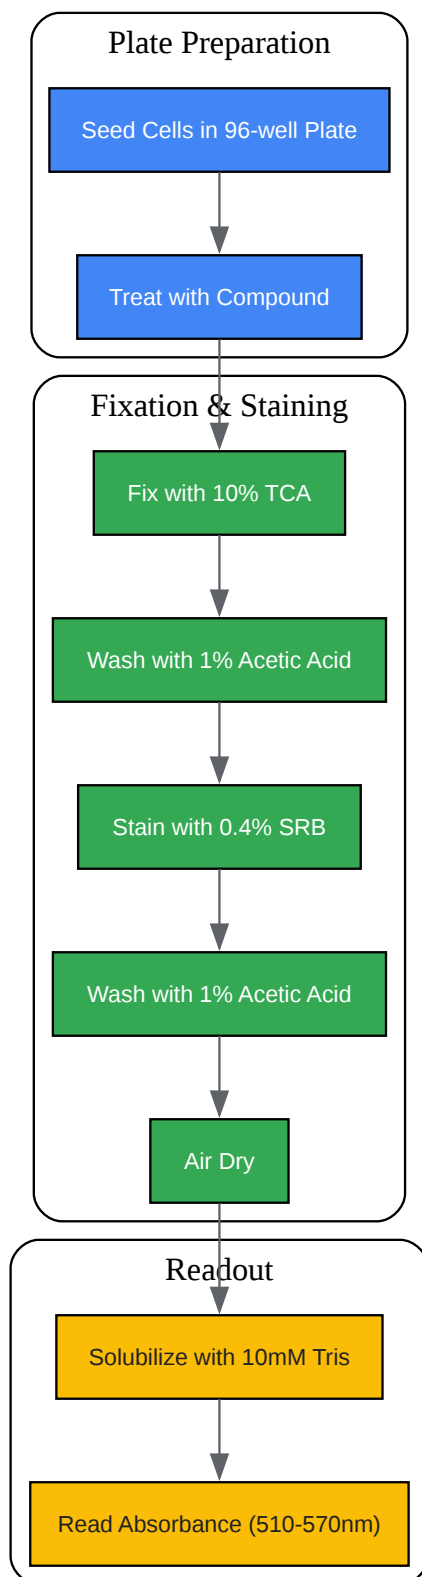 Plate Preparation
Seed Cells in 96-well Plate
Treat with Compound
Fixation & Staining
Fix with 10% TCA
Wash with 1% Acetic Acid
Stain with 0.4% SRB
Wash with 1% Acetic Acid
Air Dry
Readout
Solubilize with 10mM Tris
Read Absorbance (510-570nm)